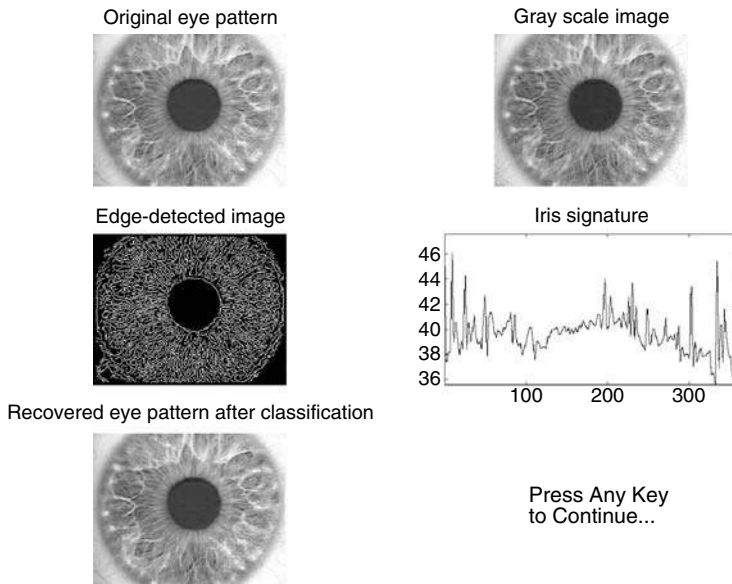 Original eye pattern
Gray scale image
Edge-detected image
Iris signature
46
44
42
40
38
36
100
200
300
Recovered eye pattern after classification
Press Any Key
to Continue...